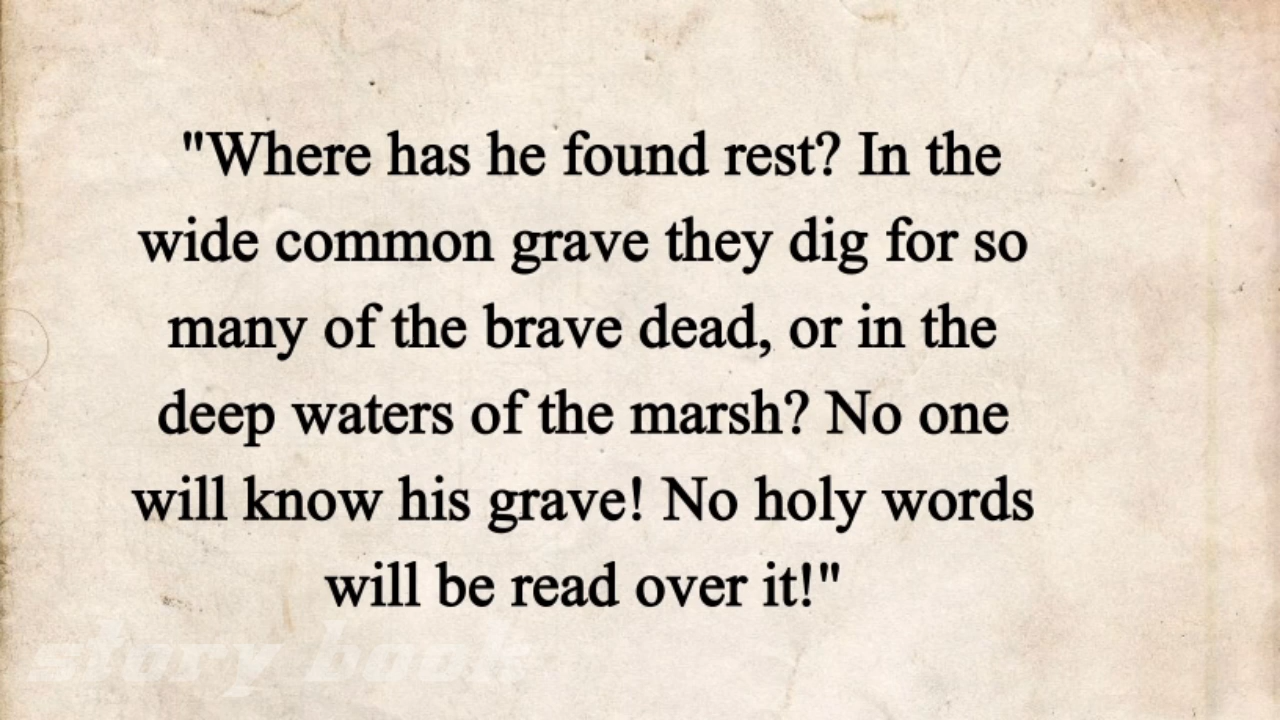 "Where has he found rest? In the
wide common grave they dig for so
many of the brave dead, or in the
deep waters of the marsh? No one
will know his grave! No holy words
will be read over it!"
story book